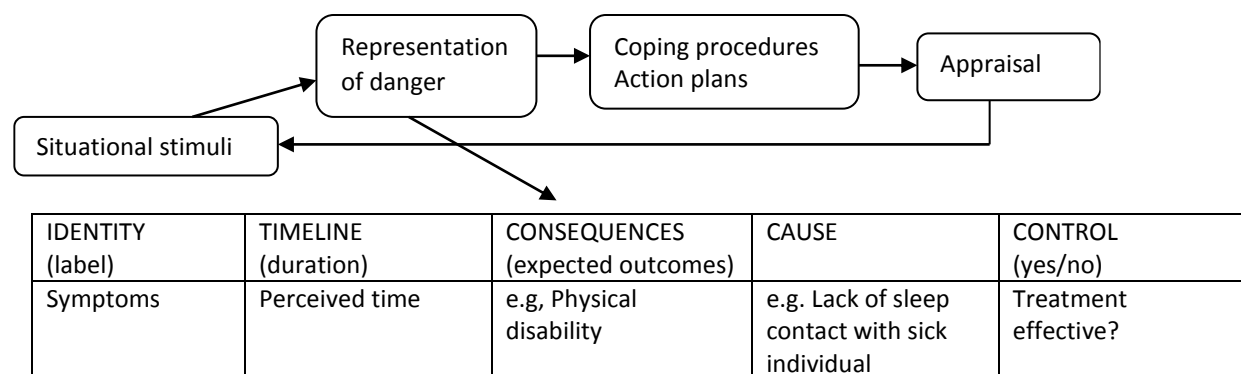 Representation
of danger
Coping procedures
Action plans
Appraisal
Situational stimuli
IDENTITY
(label)
TIMELINE
(duration)
CONSEQUENCES
(expected outcomes)
CAUSE
CONTROL
(yes/no)
Symptoms
Perceived time
e.g, Physical
disability
e.g. Lack of sleep
contact with sick
individual
Treatment
effective?